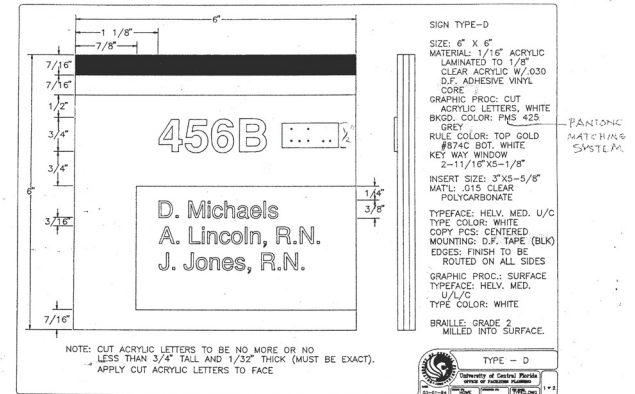 6"
1 1/8"
7/8"
7/16"
7/16"
1/2"
3/4"
3/4"
6"
3/16"
7/16"
456B
1/2"
1/4"
3/8"
D. Michaels
A. Lincoln, R.N.
J. Jones, R.N.
NOTE: CUT ACRYLIC LETTERS TO BE NO MORE OR NO
LESS THAN 3/4" TALL AND 1/32" THICK (MUST BE EXACT).
APPLY CUT ACRYLIC LETTERS TO FACE
SIGN TYPE-D
SIZE: 6" X 6"
MATERIAL: 1/16" ACRYLIC
LAMINATED TO 1/8"
CLEAR ACRYLIC W/.030
D.F. ADHESIVE VINYL
CORE
GRAPHIC PROC: CUT
ACRYLIC LETTERS, WHITE
BKGD. COLOR: PMS 425
GREY
RULE COLOR: TOP GOLD
#874C BOT. WHITE
KEY WAY WINDOW
2-11/16"X5-1/8"
INSERT SIZE: 3"X5-5/8"
MAT'L: .015 CLEAR
POLYCARBONATE
TYPEFACE: HELV. MED. U/C
TYPE COLOR: WHITE
COPY PCS: CENTERED
MOUNTING: D.F. TAPE (BLK)
EDGES: FINISH TO BE
ROUTED ON ALL SIDES
GRAPHIC PROC.: SURFACE
TYPEFACE: HELV. MED.
U/L/C
TYPE COLOR: WHITE
BRAILLE: GRADE 2
MILLED INTO SURFACE.
PANTONE
MATCHING
SYSTEM
TYPE - D
University of Central Florida
OFFICE OF FACILITIES PLANNING